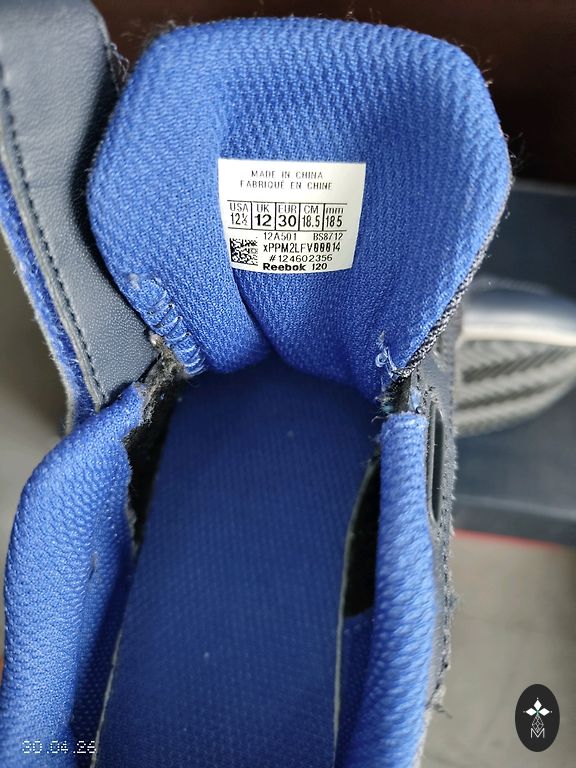 MADE IN CHINA
FABRIQUÉ EN CHINE
USA UK EUR CM mm
12½ 12 30 18.5 185
12A501 BS8712
xPPM2LFV00014
#124602356
Reebok 120
30.04.26
M